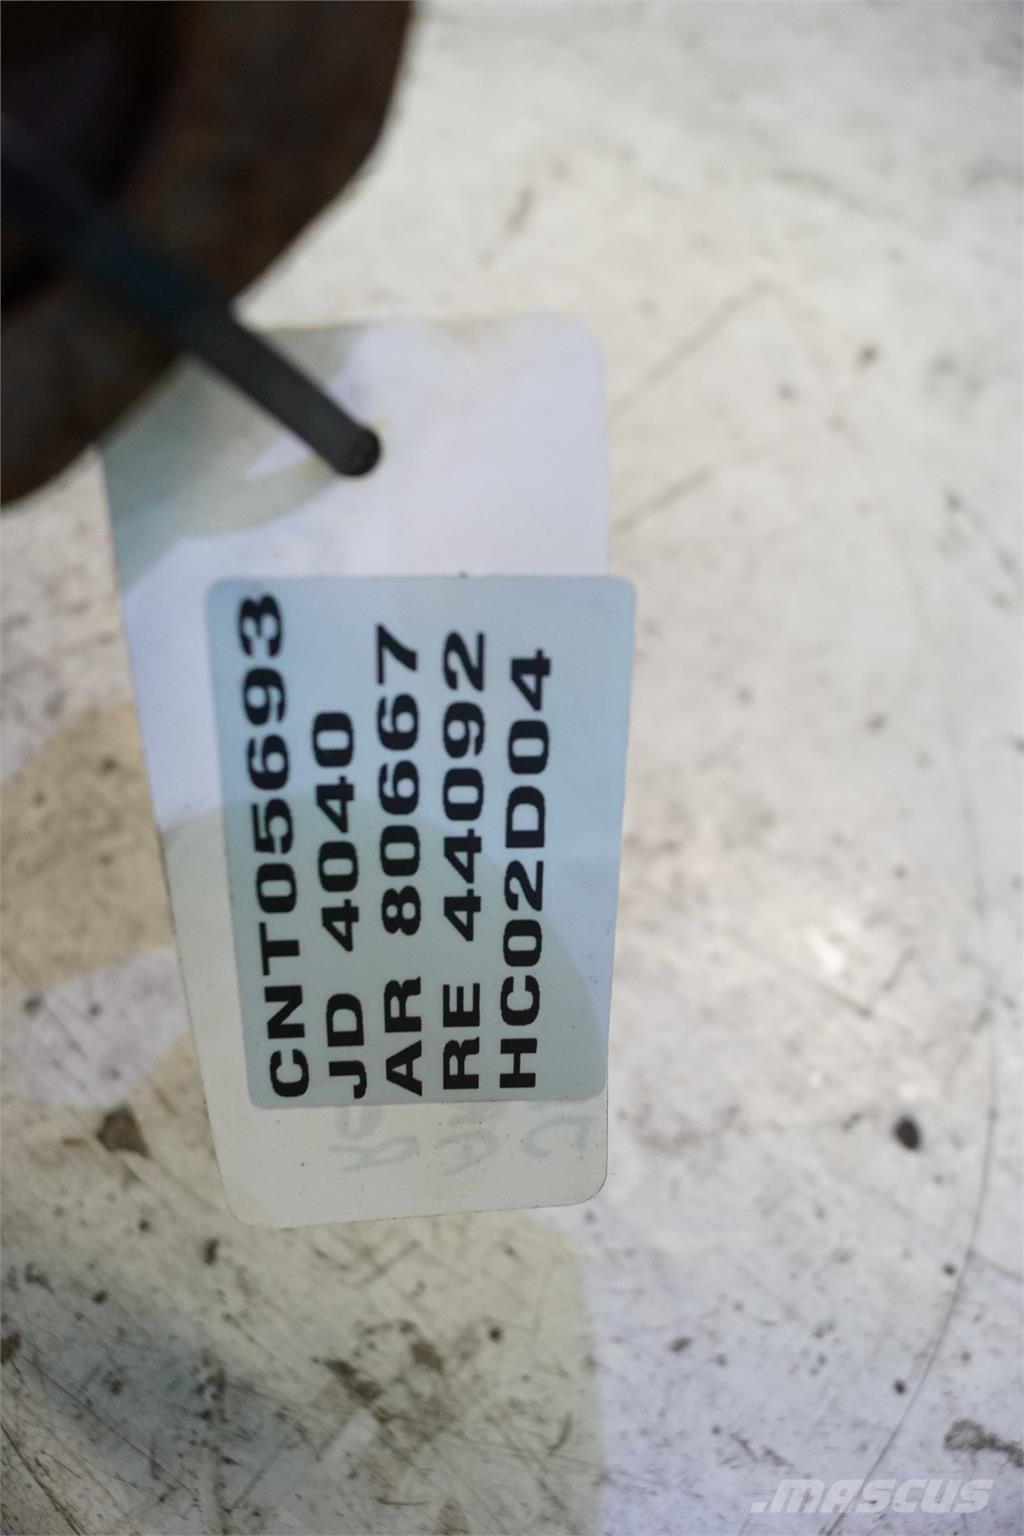 CNT05693
JD 4040
AR 80667
RE 44092
HC02D04
.MASCUS